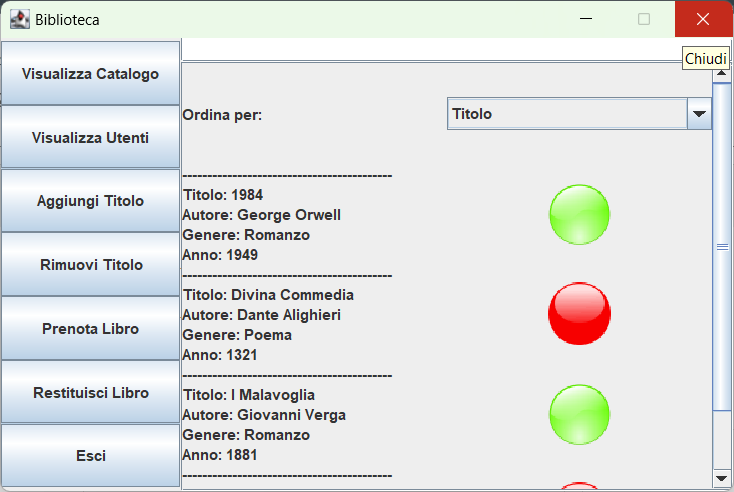 Biblioteca
Chiudi
Visualizza Catalogo
Visualizza Utenti
Aggiungi Titolo
Rimuovi Titolo
Prenota Libro
Restituisci Libro
Esci
Ordina per:
Titolo
------------------------------------------
Titolo: 1984
Autore: George Orwell
Genere: Romanzo
Anno: 1949
------------------------------------------
Titolo: Divina Commedia
Autore: Dante Alighieri
Genere: Poema
Anno: 1321
------------------------------------------
Titolo: I Malavoglia
Autore: Giovanni Verga
Genere: Romanzo
Anno: 1881
------------------------------------------